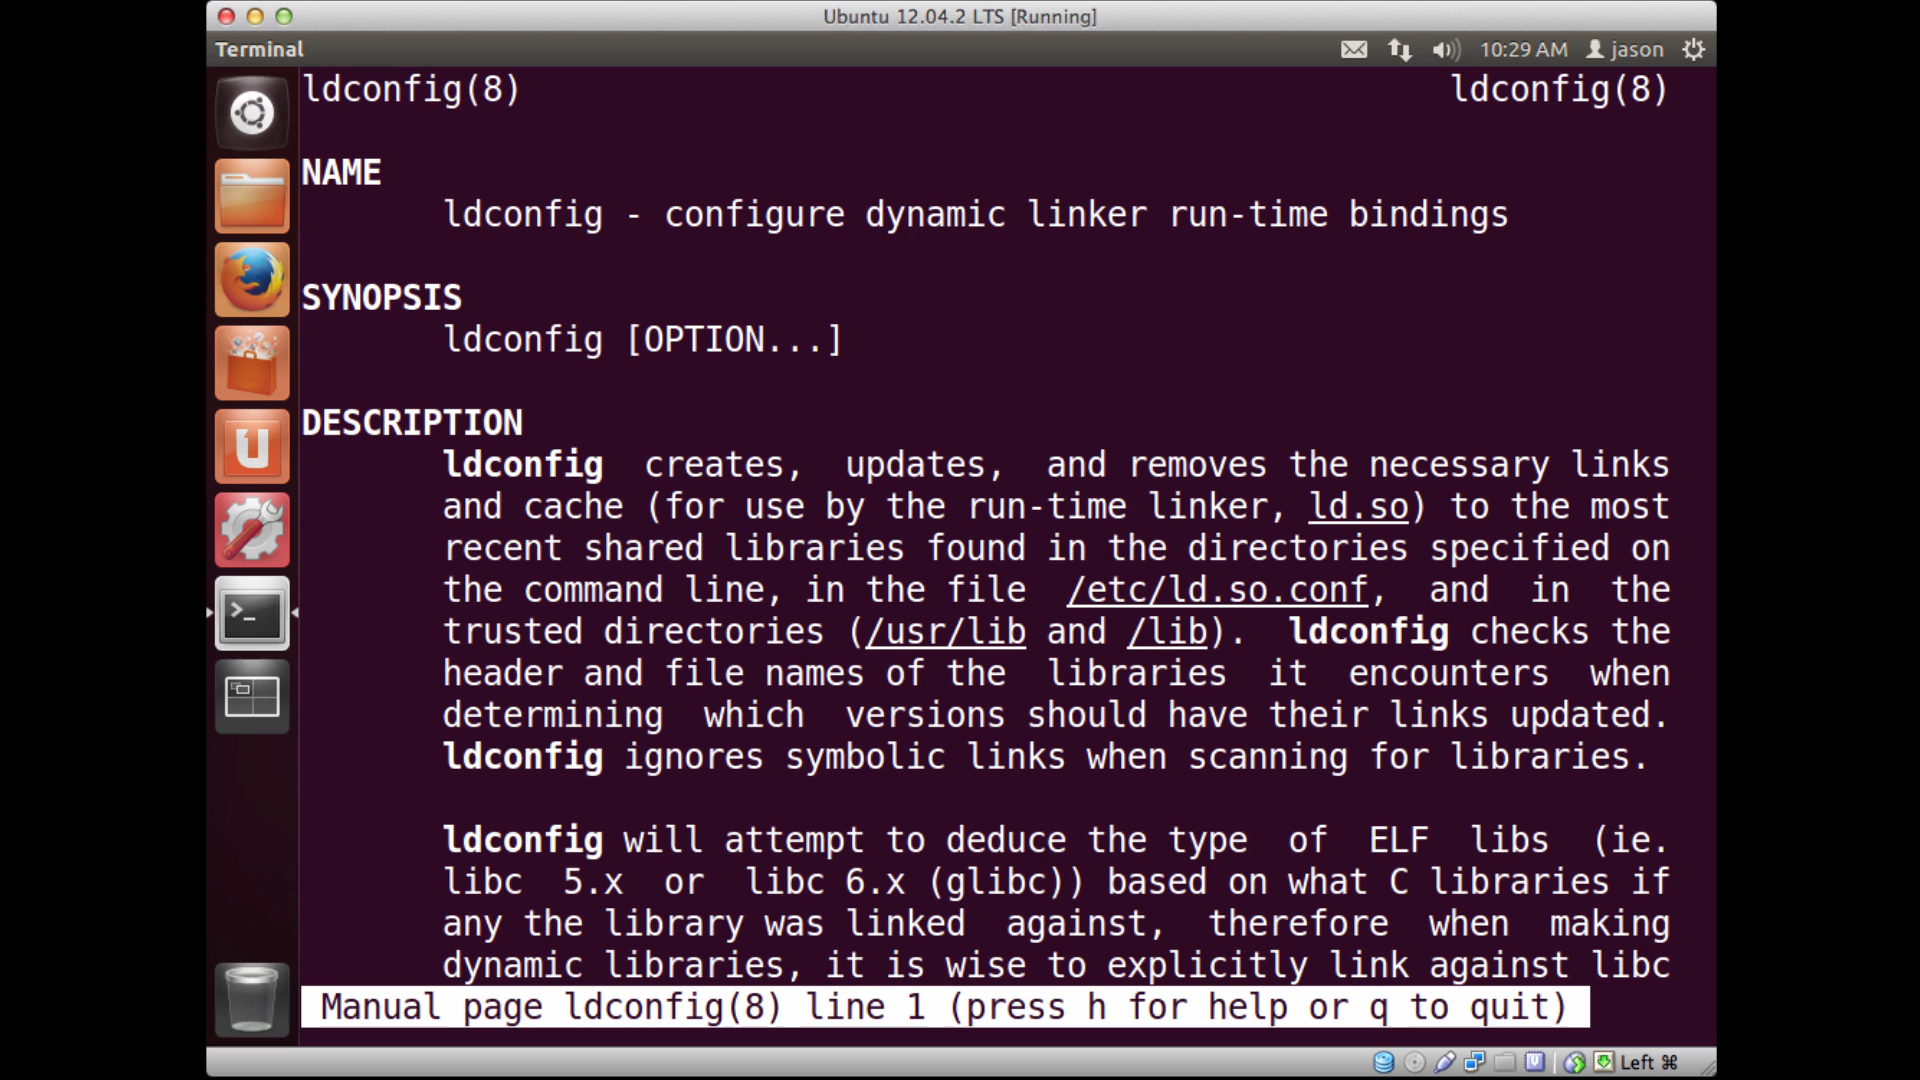 Ubuntu 12.04.2 LTS [Running]
Terminal 10:29 AM jason
ldconfig(8) ldconfig(8)
NAME
ldconfig - configure dynamic linker run-time bindings
SYNOPSIS
ldconfig [OPTION...]
DESCRIPTION
ldconfig creates, updates, and removes the necessary links
and cache (for use by the run-time linker, ld.so) to the most
recent shared libraries found in the directories specified on
the command line, in the file /etc/ld.so.conf, and in the
trusted directories (/usr/lib and /lib). ldconfig checks the
header and file names of the libraries it encounters when
determining which versions should have their links updated.
ldconfig ignores symbolic links when scanning for libraries.
ldconfig will attempt to deduce the type of ELF libs (ie.
libc 5.x or libc 6.x (glibc)) based on what C libraries if
any the library was linked against, therefore when making
dynamic libraries, it is wise to explicitly link against libc
Manual page ldconfig(8) line 1 (press h for help or q to quit)
Left ⌘